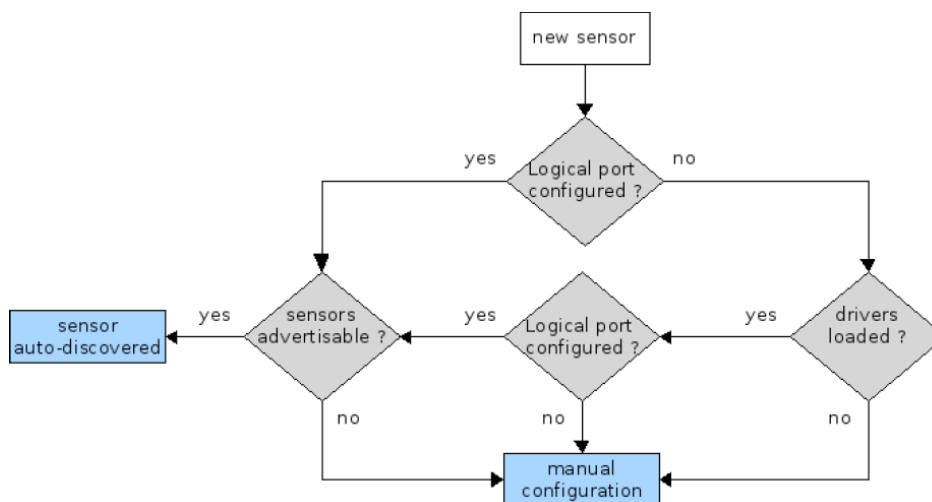 new sensor
yes
no
Logical port
configured ?
sensors
advertisable ?
Logical port
configured ?
drivers
loaded ?
yes
yes
yes
sensor
auto-discovered
no
no
no
manual
configuration